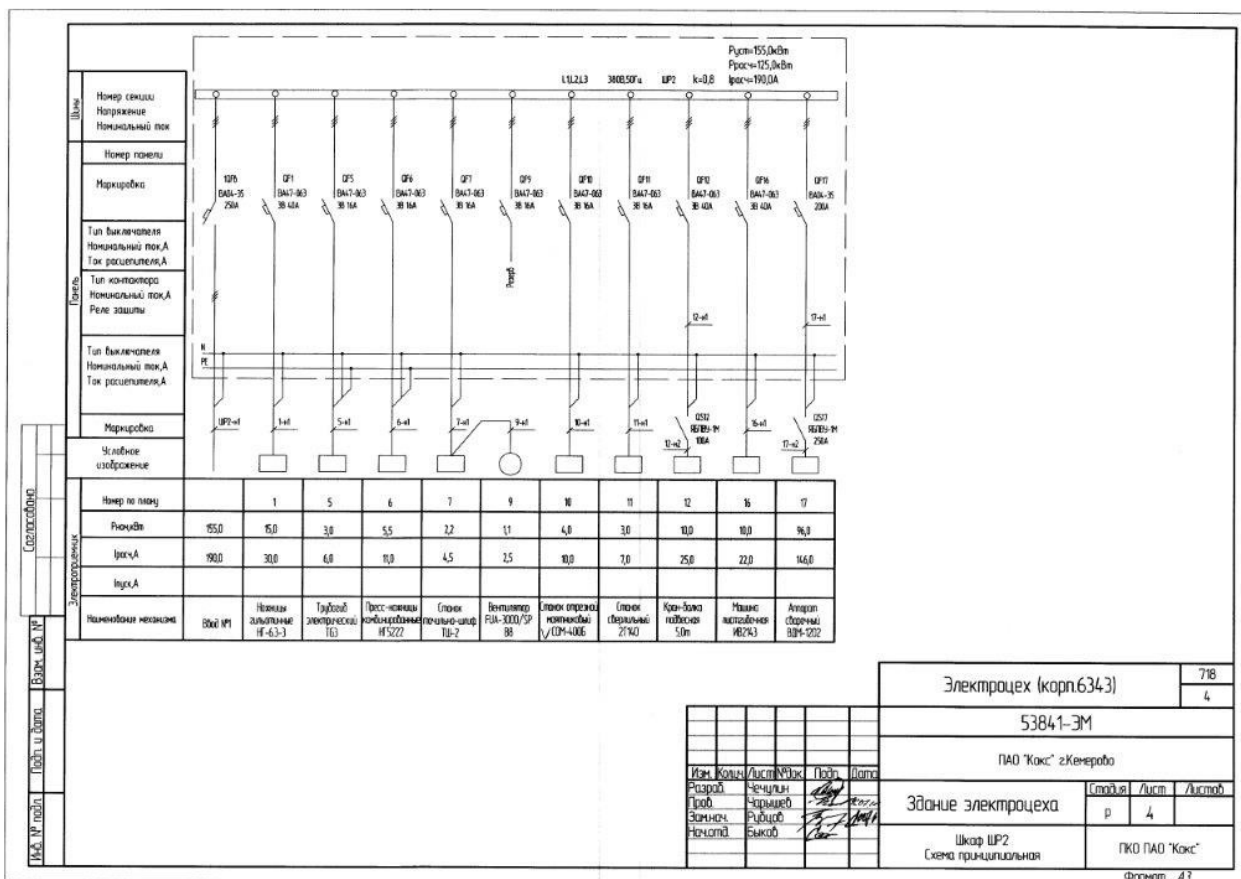 Руст=155,0кВт
Ррасч=125,0кВт
L1,L2,L3 380В,50Гц ШР2 k=0,8 Iрасч=190,0А
Шины
Номер секции
Напряжение
Номинальный ток
Панель
Номер панели
Маркировка
1QF6 QF1 QF5 QF6 QF7 QF9 QF10 QF11 QF12 QF16 QF17
ВА04-35 ВА47-063 ВА47-063 ВА47-063 ВА47-063 ВА47-063 ВА47-063 ВА47-063 ВА47-063 ВА47-063 ВА04-35
250А 3В 40А 3В 16А 3В 16А 3В 16А 3В 16А 3В 16А 3В 16А 3В 40А 3В 40А 200А
Тип выключателя
Номинальный ток,А
Ток расцепителя,А
Резерв
Тип контактора
Номинальный ток,А
Реле защиты
12-н1 17-н1
Тип выключателя
Номинальный ток,А
Ток расцепителя,А
N
PE
Маркировка
ШР2-н1 1-н1 5-н1 6-н1 7-н1 9-н1 10-н1 11-н1 16-н1
QS12 QS17
ЯБПВУ-1М ЯБПВУ-1М
100А 250А
12-н2 17-н2
Условное
изображение
Электроприемник
Номер по плану 1 5 6 7 9 10 11 12 16 17
Рном,кВт 155,0 15,0 3,0 5,5 2,2 1,1 4,0 3,0 10,0 10,0 96,0
Iрасч,А 190,0 30,0 6,0 11,0 4,5 2,5 10,0 7,0 25,0 22,0 146,0
Iпуск,А
Наименование механизма
Ввод №1
Ножницы
гильотинные
НГ-6.3-3
Трубогиб
электрический
ТБЗ
Пресс-ножницы
комбинированные
НГ5222
Станок
точильно-шлиф.
ТШ-2
Вентилятор
FUA-3000/SP
В8
Станок отрезной
маятниковый
СОМ-400Б
Станок
сверлильный
2Г140
Кран-балка
подвесная
5,0т
Машина
листогибочная
ИВ2143
Аппарат
сварочный
ВДМ-1202
Согласовано
Взам. инв. №
Подп. и дата
Инв. № подл.
Электроцех (корп.6343) 718
4
53841-ЭМ
ПАО "Кокс" г.Кемерово
Изм. Колич Лист №док Подп. Дата
Разраб. Чечулин
Пров. Чарышев
Зам.нач. Рубцов
Нач.отд. Быков
Здание электроцеха
Стадия Лист Листов
Р 4
Шкаф ШР2
Схема принципиальная
ПКО ПАО "Кокс"
Формат А3